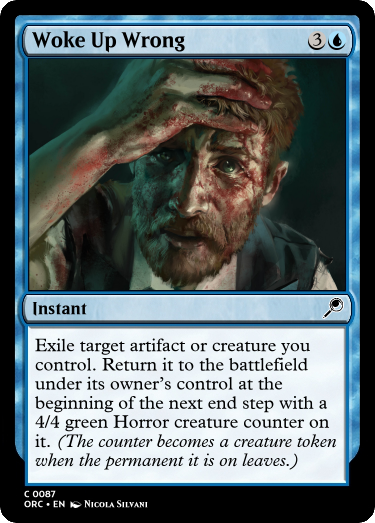 Woke Up Wrong 3
Instant
Exile target artifact or creature you
control. Return it to the battlefield
under its owner's control at the
beginning of the next end step with a
4/4 green Horror creature counter on
it. (The counter becomes a creature token
when the permanent it is on leaves.)
C 0087
ORC • EN Nicola Silvani